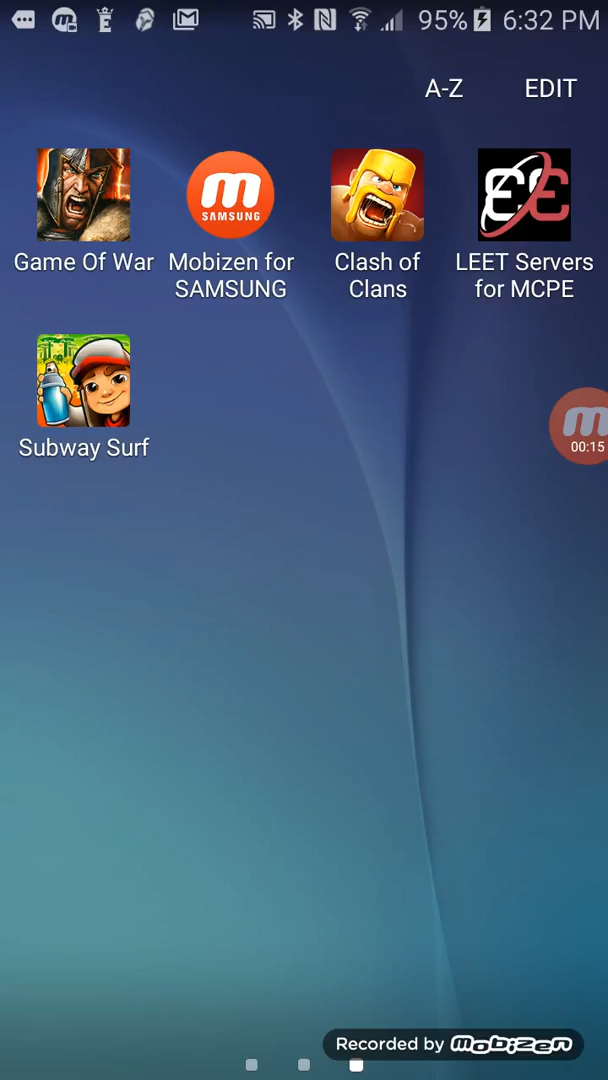 95% 6:32 PM
A-Z EDIT
m
SAMSUNG
Game Of War
Mobizen for
SAMSUNG
Clash of
Clans
LEET Servers
for MCPE
Subway Surf
m
00:15
Recorded by mobizen